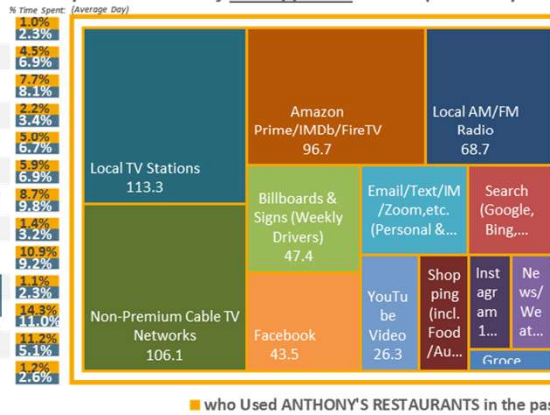 % Time Spent: (Average Day)
1.0%
2.3%
4.5%
6.9%
7.7%
8.1%
2.2%
3.4%
5.0%
6.7%
5.9%
6.9%
8.7%
9.8%
1.4%
3.2%
10.9%
9.2%
1.1%
2.3%
14.3%
11.0%
11.2%
5.1%
1.2%
2.6%
Local TV Stations
113.3
Non-Premium Cable TV
Networks
106.1
Amazon
Prime/IMDb/FireTV
96.7
Local AM/FM
Radio
68.7
Billboards &
Signs (Weekly
Drivers)
47.4
Facebook
43.5
Email/Text/IM
/Zoom,etc.
(Personal &...
Search
(Google,
Bing,...
YouTu
be
Video
26.3
Shop
ping
(incl.
Food
/Au...
Inst
agr
am
1...
Ne
ws/
We
at...
Groce
who Used ANTHONY'S RESTAURANTS in the pas